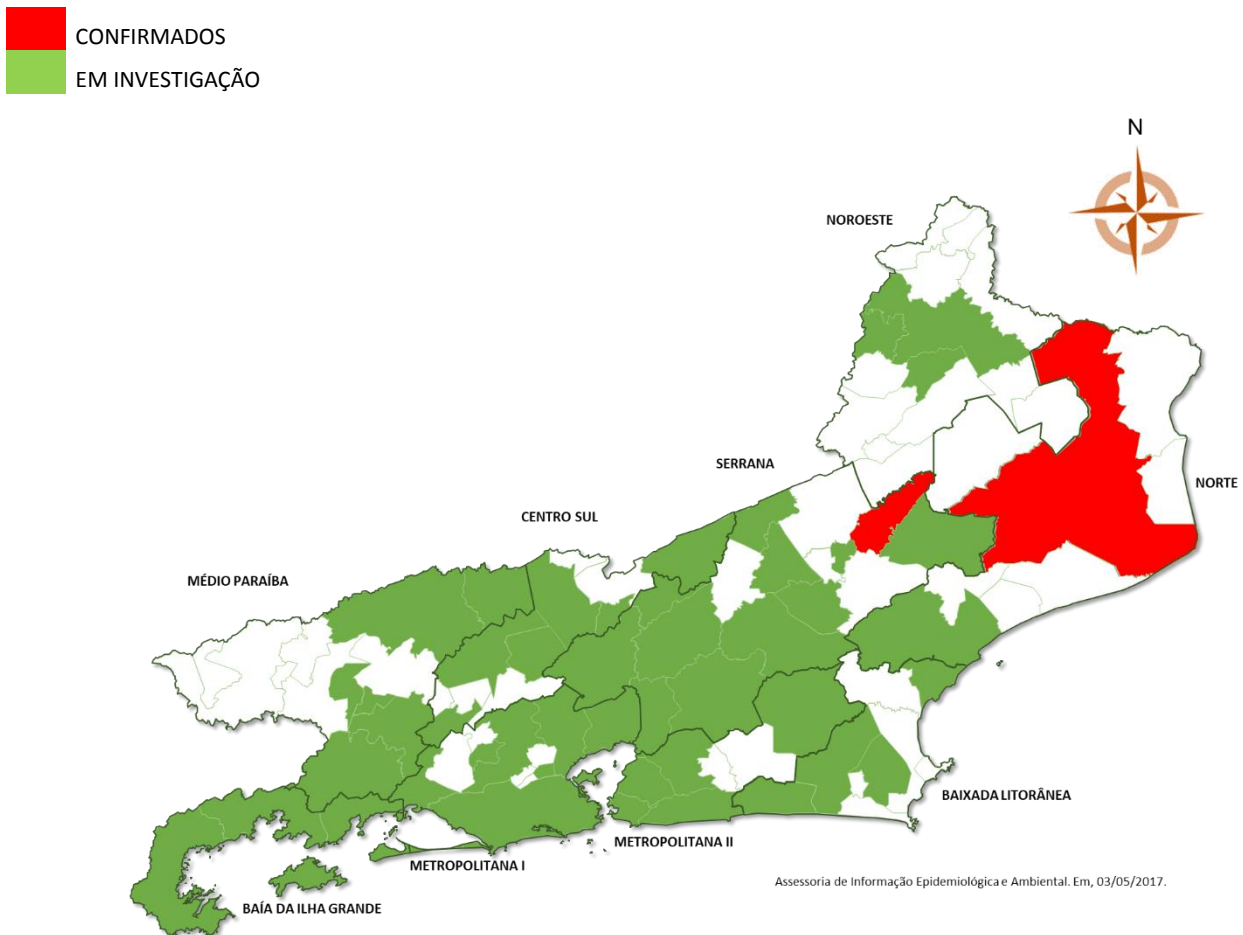 CONFIRMADOS
EM INVESTIGAÇÃO
N
NOROESTE
SERRANA
NORTE
CENTRO SUL
MÉDIO PARAÍBA
BAIXADA LITORÂNEA
METROPOLITANA II
METROPOLITANA I
BAÍA DA ILHA GRANDE
Assessoria de Informação Epidemiológica e Ambiental. Em, 03/05/2017.